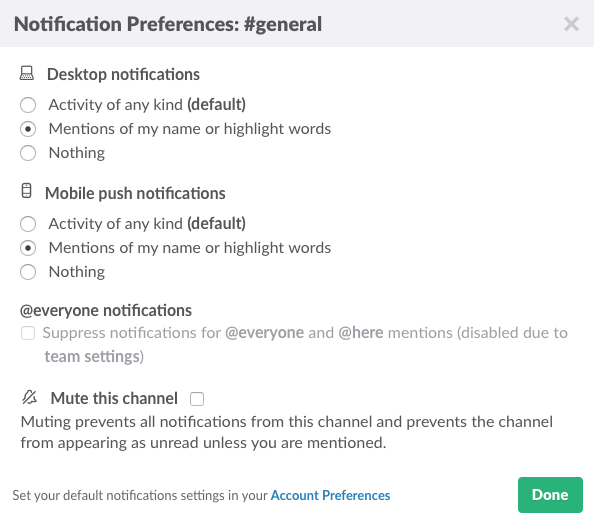 Notification Preferences: #general
Desktop notifications
Activity of any kind (default)
Mentions of my name or highlight words
Nothing
Mobile push notifications
Activity of any kind (default)
Mentions of my name or highlight words
Nothing
@everyone notifications
Suppress notifications for @everyone and @here mentions (disabled due to
team settings)
Mute this channel
Muting prevents all notifications from this channel and prevents the channel
from appearing as unread unless you are mentioned.
Set your default notifications settings in your Account Preferences
Done